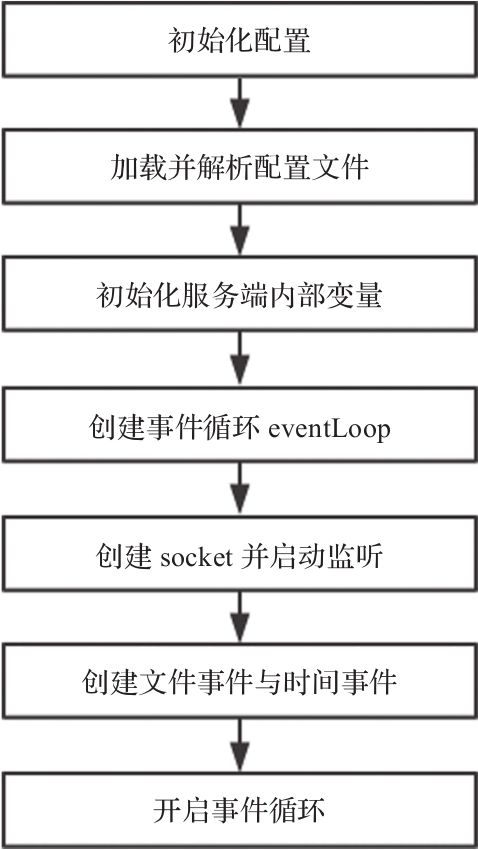 初始化配置
加载并解析配置文件
初始化服务端内部变量
创建事件循环 eventLoop
创建 socket 并启动监听
创建文件事件与时间事件
开启事件循环